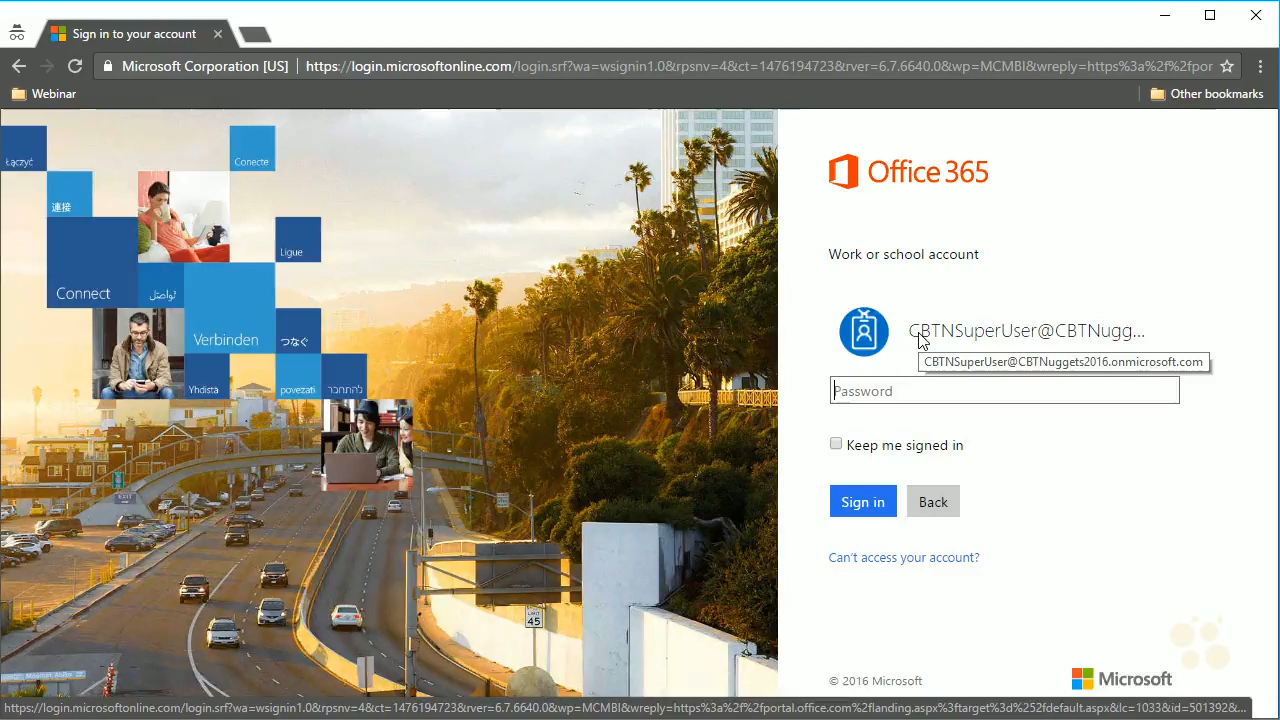 Sign in to your account
Microsoft Corporation [US]
https://login.microsoftonline.com/login.srf?wa=wsignin1.0&rpsnv=4&ct=1476194723&rver=6.7.6640.0&wp=MCMBI&wreply=https%3a%2f%2fpor
Webinar
Other bookmarks
Łączyć
Conecte
連接
Ligue
Connect
تواصل
Verbinden
つなぐ
Yhdistä
povezati
להתחבר
EXIT
LIMIT
45
Office 365
Work or school account
CBTNSuperUser@CBTNugg...
CBTNSuperUser@CBTNuggets2016.onmicrosoft.com
Password
Keep me signed in
Sign in
Back
Can't access your account?
© 2016 Microsoft
Microsoft
https://login.microsoftonline.com/login.srf?wa=wsignin1.0&rpsnv=4&ct=1476194723&rver=6.7.6640.0&wp=MCMBI&wreply=https%3a%2f%2fportal.office.com%2flanding.aspx%3ftarget%3d%252fdefault.aspx&lc=1033&id=501392&...